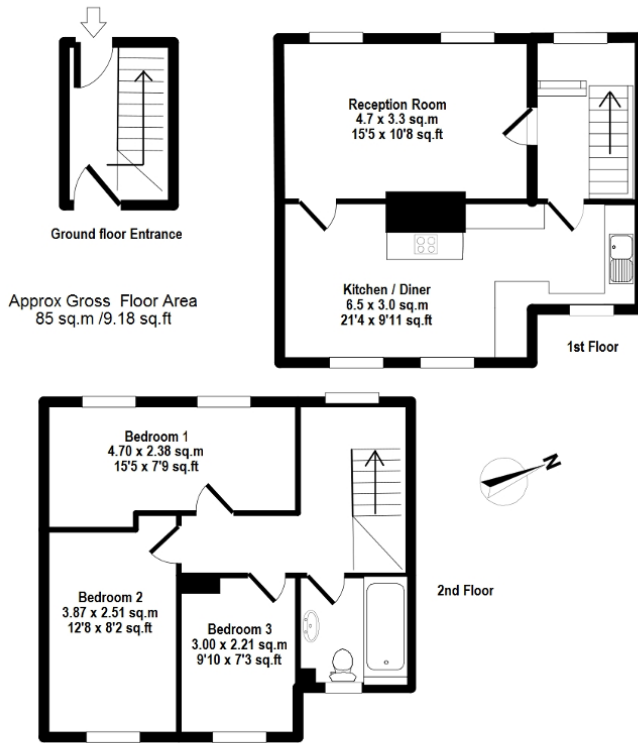 Reception Room
4.7 x 3.3 sq.m
15'5 x 10'8 sq.ft
Ground floor Entrance
Approx Gross Floor Area
85 sq.m /9.18 sq.ft
Kitchen / Diner
6.5 x 3.0 sq.m
21'4 x 9'11 sq.ft
1st Floor
Bedroom 1
4.70 x 2.38 sq.m
15'5 x 7'9 sq.ft
N
Bedroom 2
3.87 x 2.51 sq.m
12'8 x 8'2 sq.ft
Bedroom 3
3.00 x 2.21 sq.m
9'10 x 7'3 sq.ft
2nd Floor